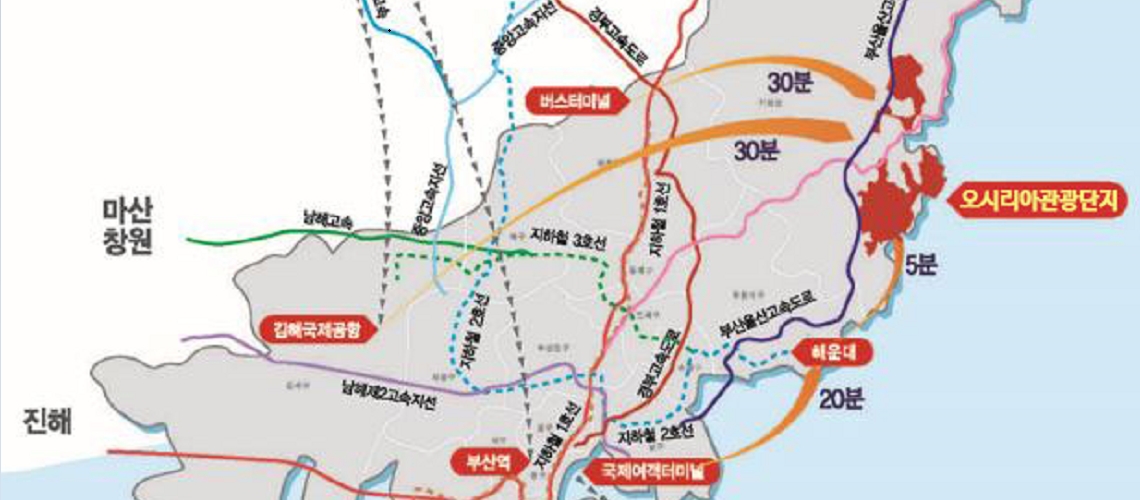 고속
중앙고속지선
경부고속도로
부산울산고
버스터미널
30분
30분
오시리아관광단지
마산
창원
남해고속
중앙고속지선
지하철 3호선
지하철 1호선
5분
김해국제공항
지하철 2호선
부산울산고속도로
해운대
경부고속도로
남해제2고속지선
20분
진해
지하철 1호선
지하철 2호선
부산역
국제여객터미널